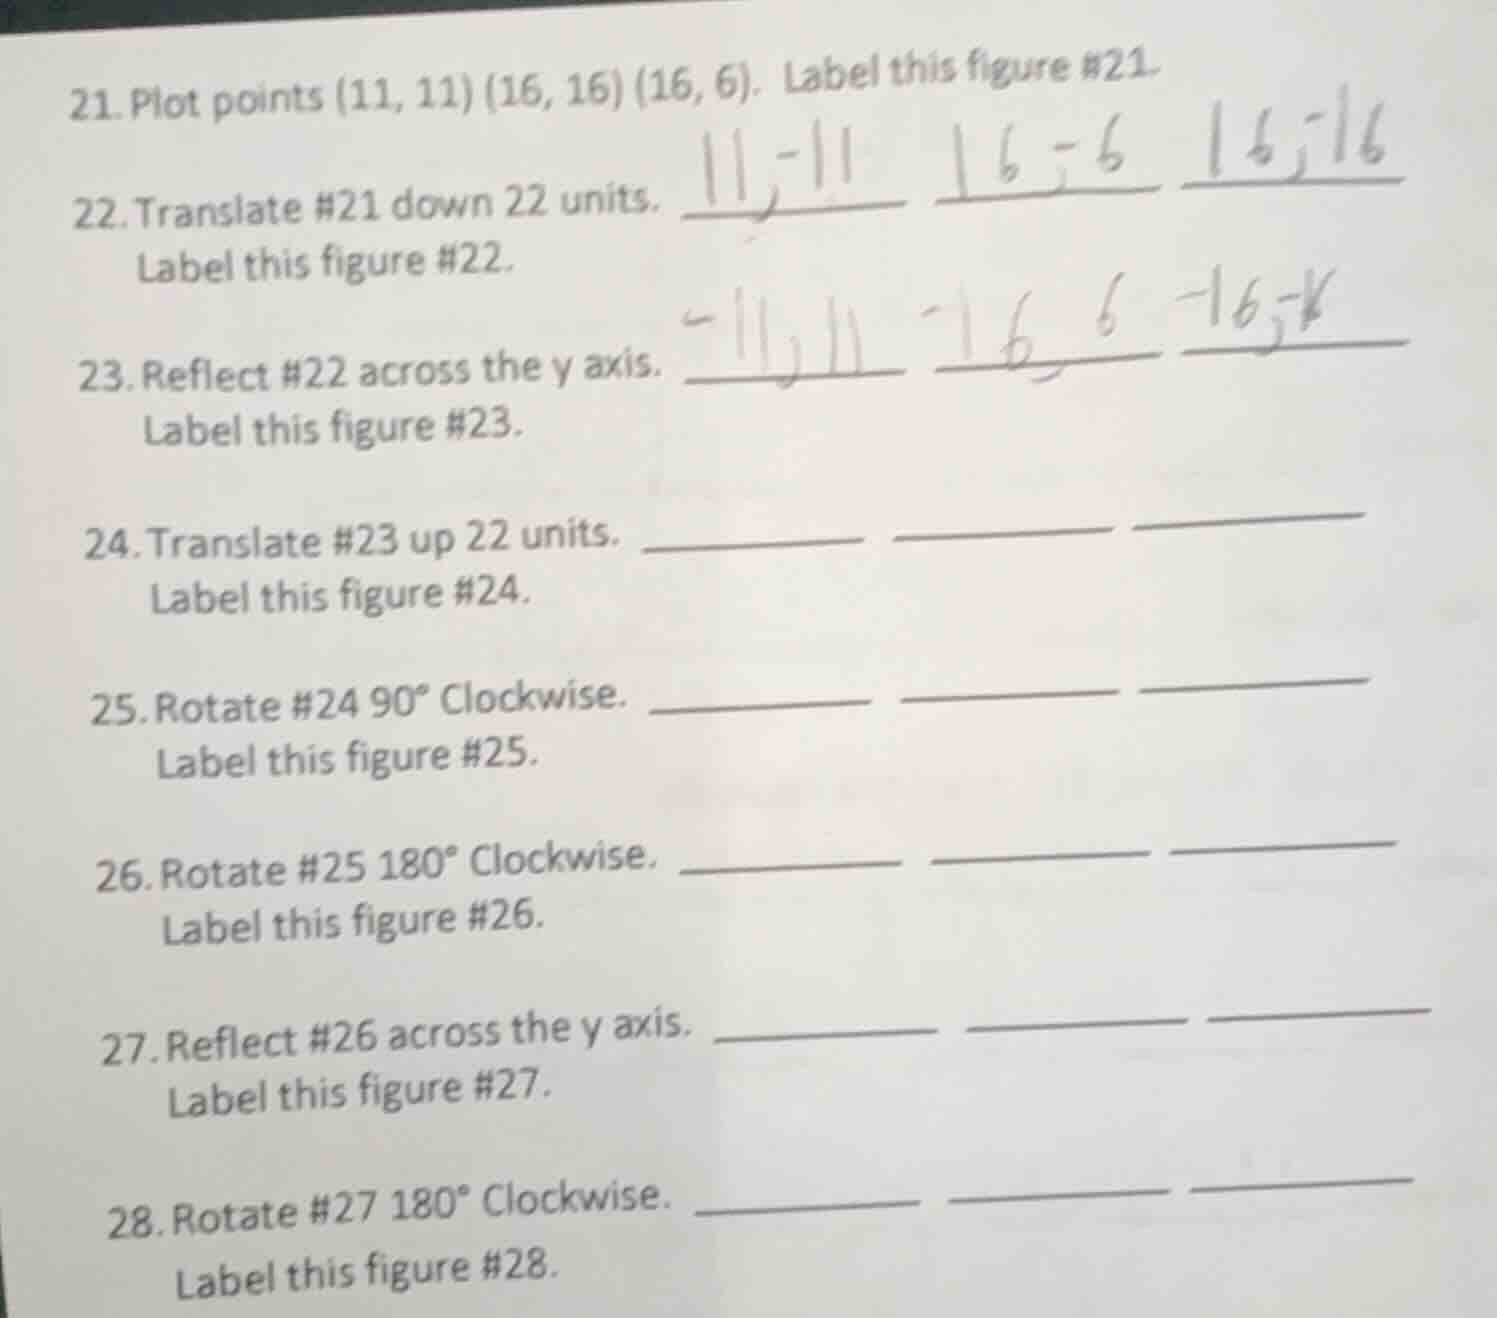 21. Plot points (11, 11) (16, 16) (16, 6). Label this figure #21.
22. Translate #21 down 22 units. 11,-11 16,-6 16,-16
Label this figure #22.
23. Reflect #22 across the y axis. -11,11 -16,6 -16,
Label this figure #23.
24. Translate #23 up 22 units.
Label this figure #24.
25. Rotate #24 90° Clockwise.
Label this figure #25.
26. Rotate #25 180° Clockwise.
Label this figure #26.
27. Reflect #26 across the y axis.
Label this figure #27.
28. Rotate #27 180° Clockwise.
Label this figure #28.